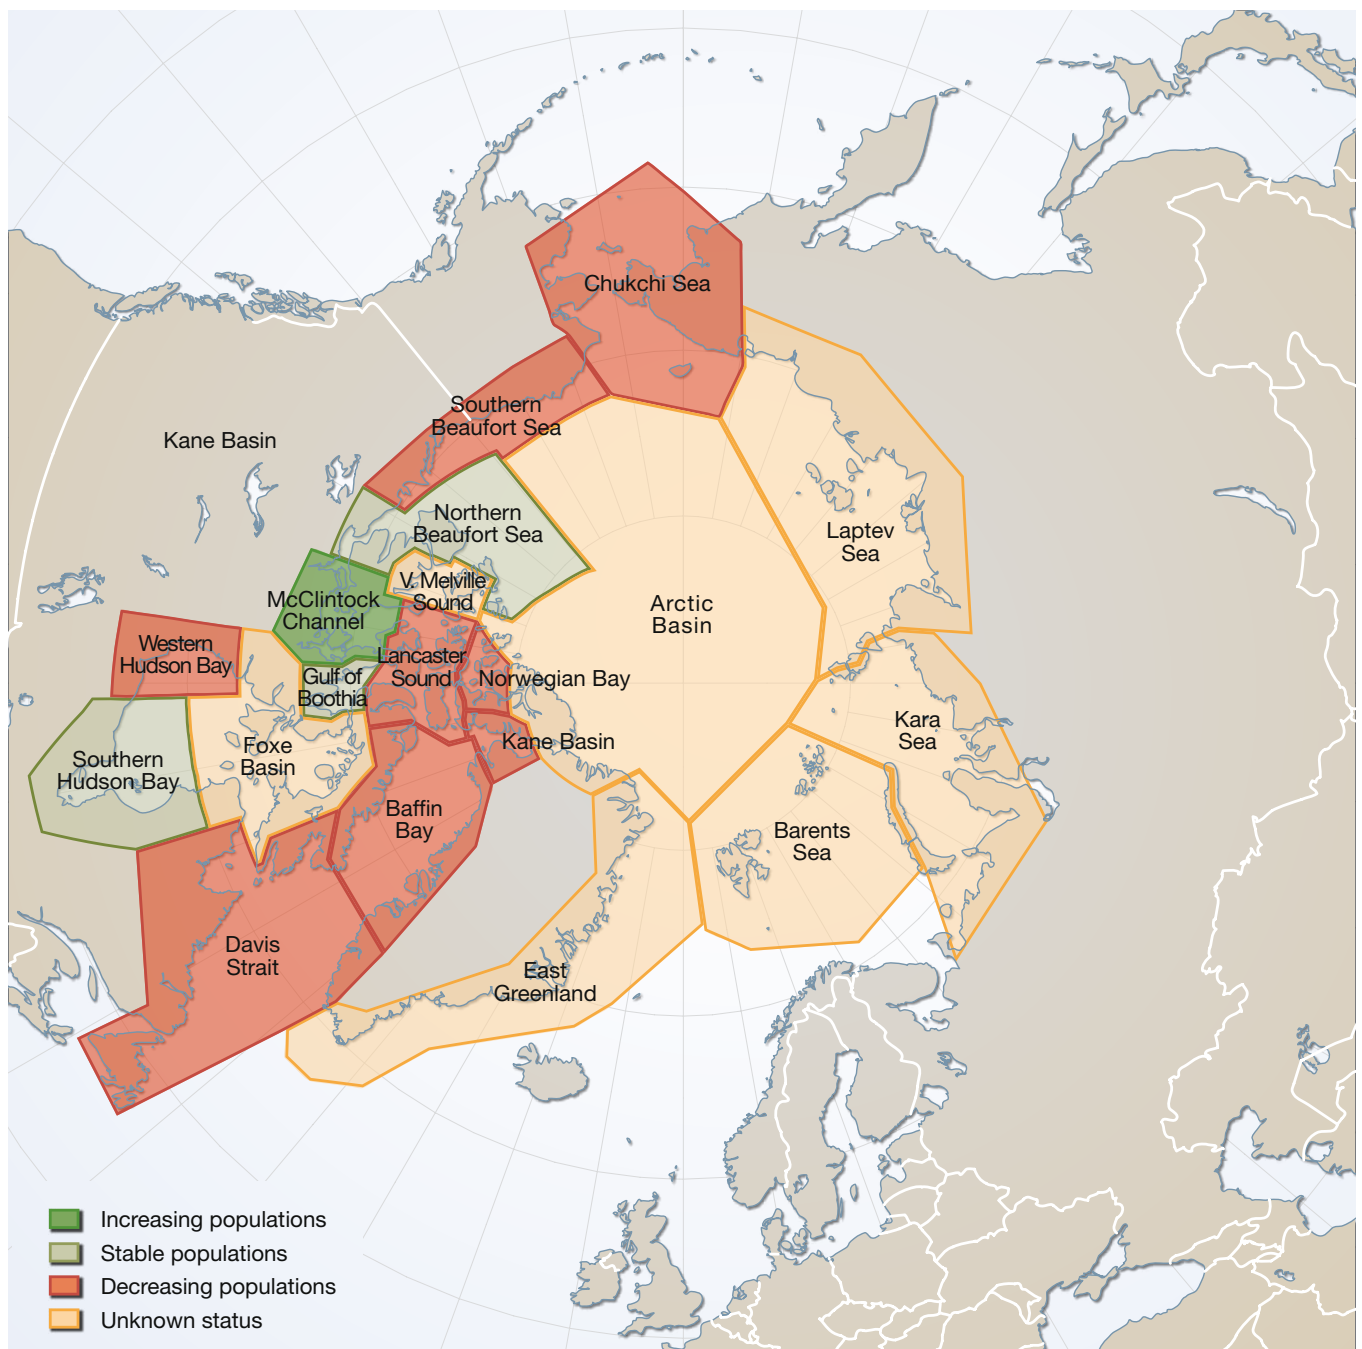 Chukchi Sea
Southern
Beaufort Sea
Kane Basin
Northern
Beaufort Sea
Laptev
Sea
V. Melville
Sound
McClintock
Channel
Arctic
Basin
Western
Hudson Bay
Lancaster
Sound
Gulf of
Boothia
Norwegian Bay
Kara
Sea
Kane Basin
Foxe
Basin
Southern
Hudson Bay
Baffin
Bay
Barents
Sea
Davis
Strait
East
Greenland
Increasing populations
Stable populations
Decreasing populations
Unknown status